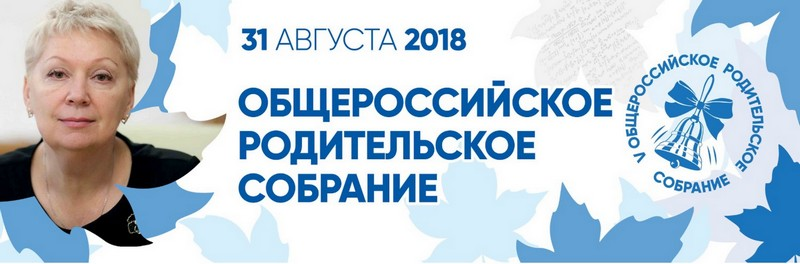 31 АВГУСТА 2018
ОБЩЕРОССИЙСКОЕ
РОДИТЕЛЬСКОЕ
СОБРАНИЕ
V ОБЩЕРОССИЙСКОЕ РОДИТЕЛЬСКОЕ
СОБРАНИЕ